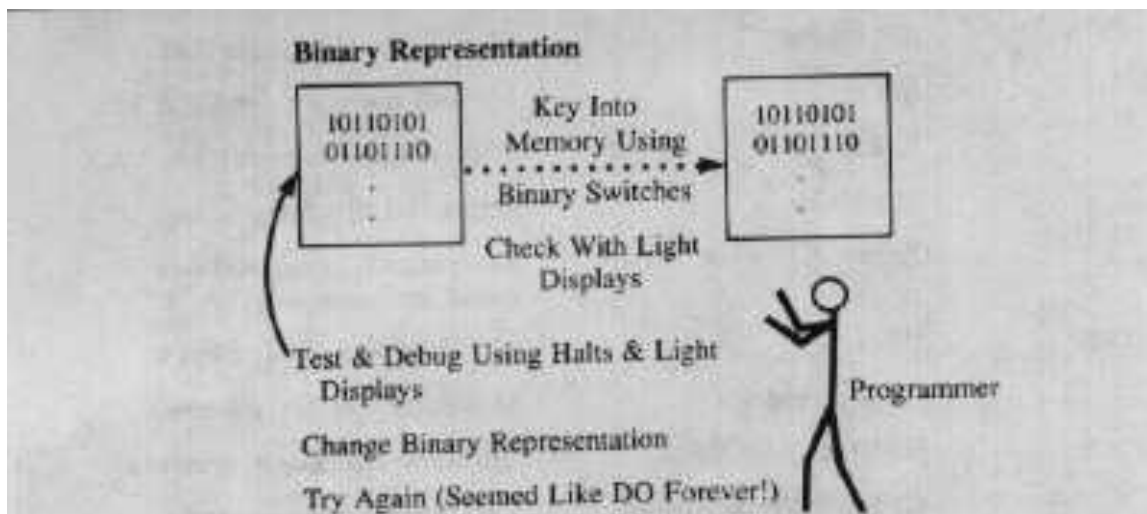 Binary Representation
10110101
01101110
Key Into
Memory Using
Binary Switches
Check With Light
Displays
10110101
01101110
Test & Debug Using Halts & Light
Displays
Programmer
Change Binary Representation
Try Again (Seemed Like DO Forever!)